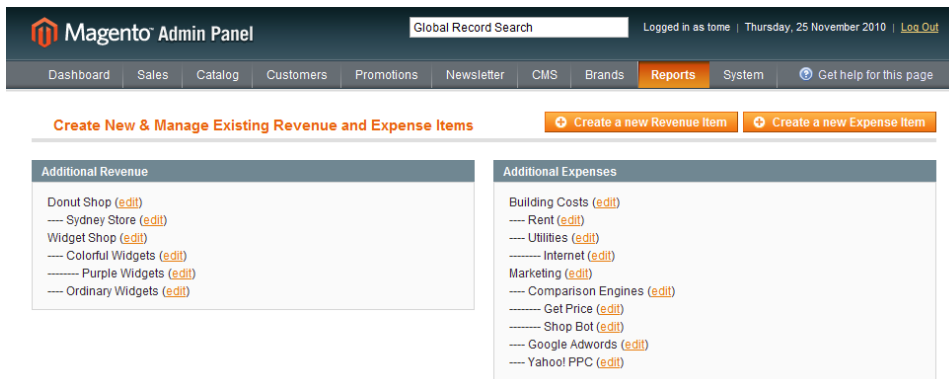 Magento Admin Panel
Global Record Search
Logged in as tome | Thursday, 25 November 2010 | Log Out
Dashboard Sales Catalog Customers Promotions Newsletter CMS Brands Reports System Get help for this page
Create New & Manage Existing Revenue and Expense Items
Create a new Revenue Item
Create a new Expense Item
Additional Revenue
Donut Shop (edit)
---- Sydney Store (edit)
Widget Shop (edit)
---- Colorful Widgets (edit)
-------- Purple Widgets (edit)
---- Ordinary Widgets (edit)
Additional Expenses
Building Costs (edit)
---- Rent (edit)
---- Utilities (edit)
-------- Internet (edit)
Marketing (edit)
---- Comparison Engines (edit)
-------- Get Price (edit)
-------- Shop Bot (edit)
---- Google Adwords (edit)
---- Yahoo! PPC (edit)